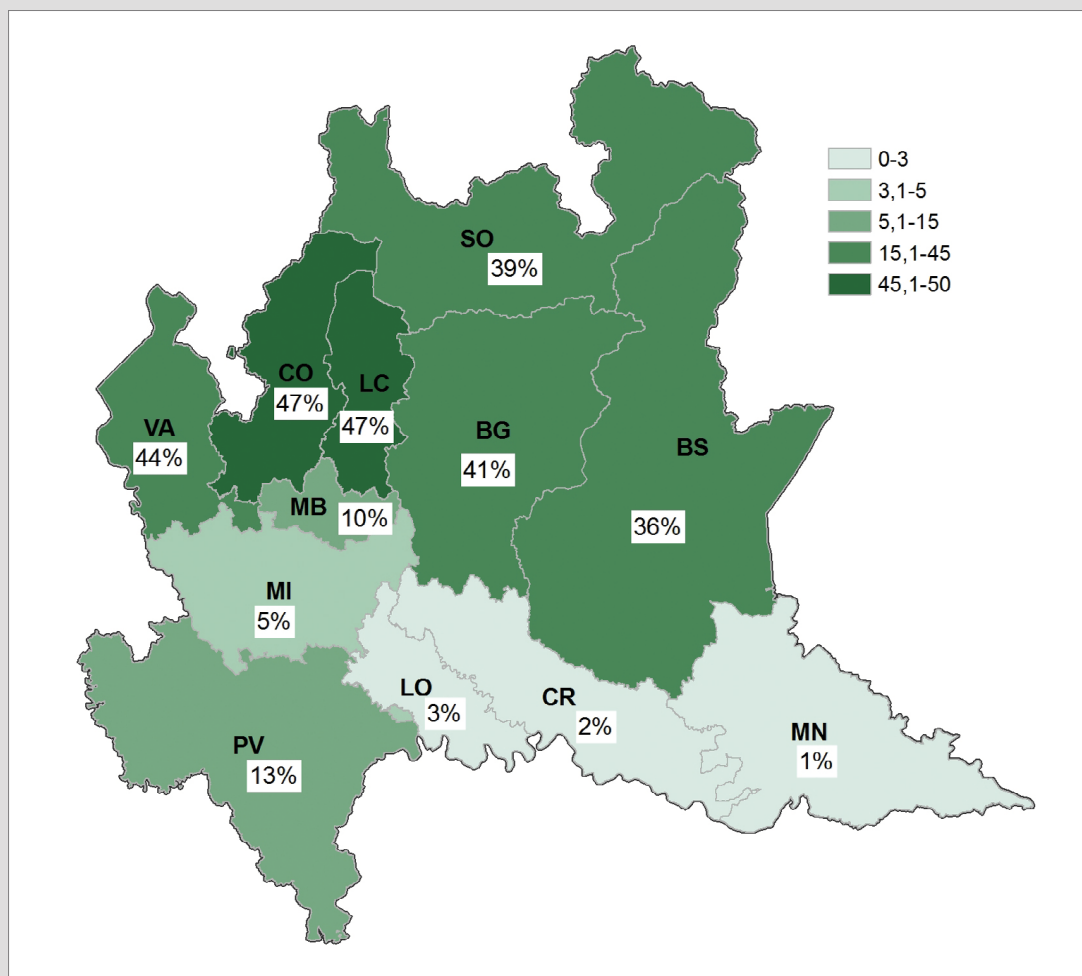 0-3
3,1-5
5,1-15
15,1-45
45,1-50
SO
39%
CO
47%
LC
47%
VA
44%
BG
41%
BS
36%
MB
10%
MI
5%
LO
3%
CR
2%
MN
1%
PV
13%